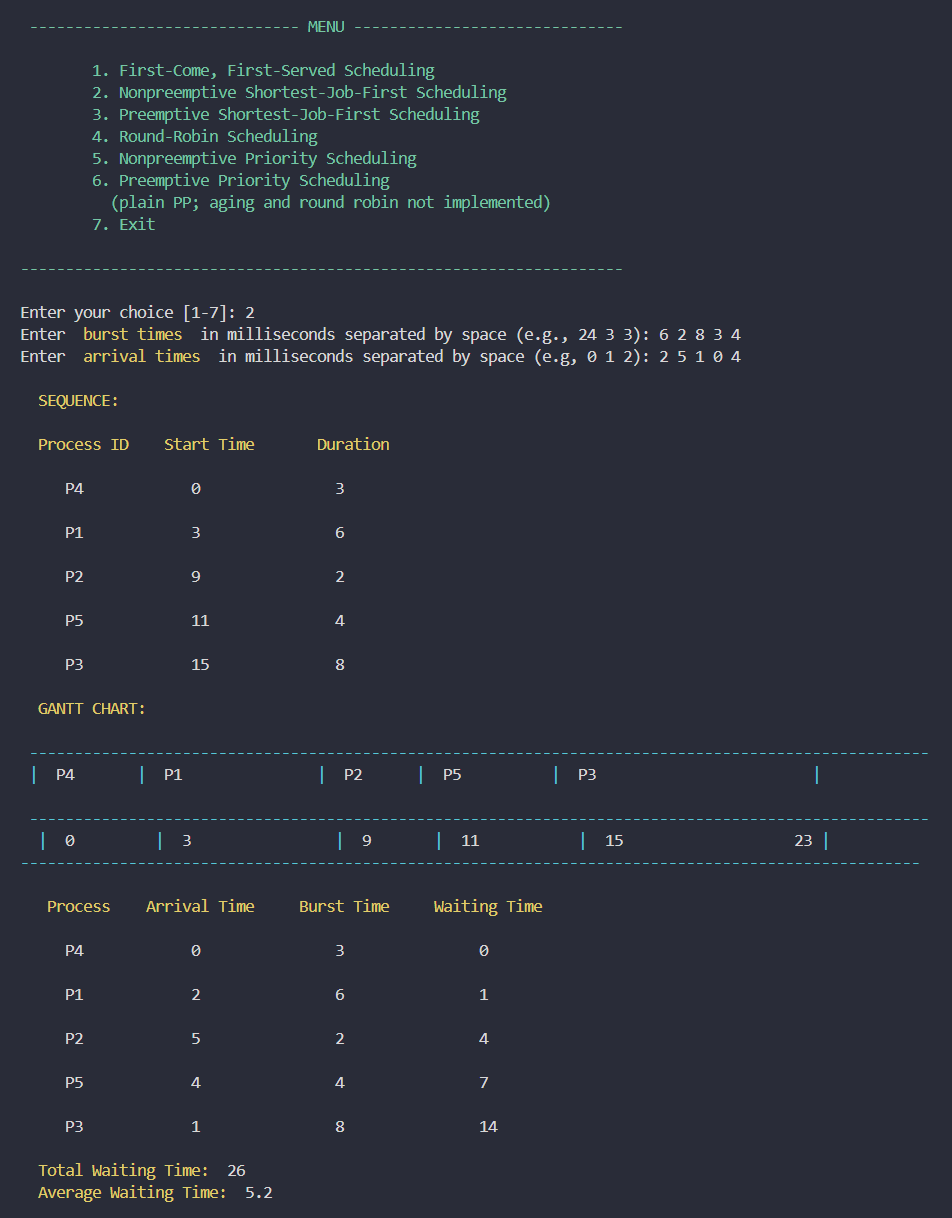 ------------------------------ MENU ------------------------------
1. First-Come, First-Served Scheduling
2. Nonpreemptive Shortest-Job-First Scheduling
3. Preemptive Shortest-Job-First Scheduling
4. Round-Robin Scheduling
5. Nonpreemptive Priority Scheduling
6. Preemptive Priority Scheduling
(plain PP; aging and round robin not implemented)
7. Exit
-------------------------------------------------------------------
Enter your choice [1-7]: 2
Enter  burst times  in milliseconds separated by space (e.g., 24 3 3): 6 2 8 3 4
Enter  arrival times  in milliseconds separated by space (e.g, 0 1 2): 2 5 1 0 4
SEQUENCE:
Process ID    Start Time       Duration
P4            0               3
P1            3               6
P2            9               2
P5            11              4
P3            15              8
GANTT CHART:
----------------------------------------------------------------------------------------------------
|  P4       |  P1               |  P2      |  P5          |  P3                        |
----------------------------------------------------------------------------------------------------
|  0         |  3                |  9       |  11           |  15                   23 |
----------------------------------------------------------------------------------------------------
Process    Arrival Time     Burst Time     Waiting Time
P4            0               3               0
P1            2               6               1
P2            5               2               4
P5            4               4               7
P3            1               8               14
Total Waiting Time:  26
Average Waiting Time:  5.2